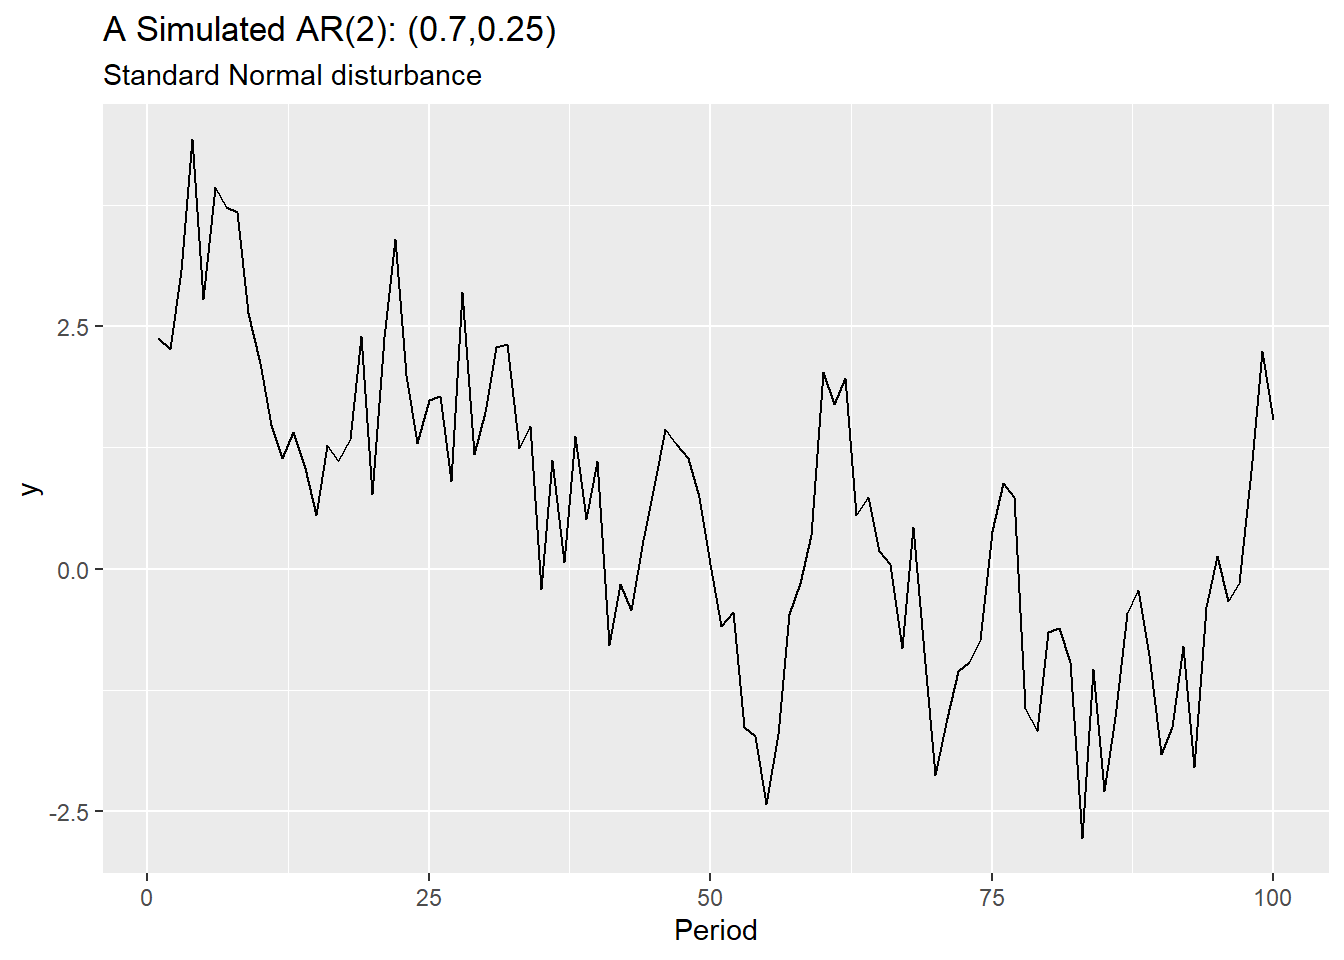 A Simulated AR(2): (0.7,0.25)
Standard Normal disturbance
2.5
0.0
-2.5
y
0 25 50 75 100
Period